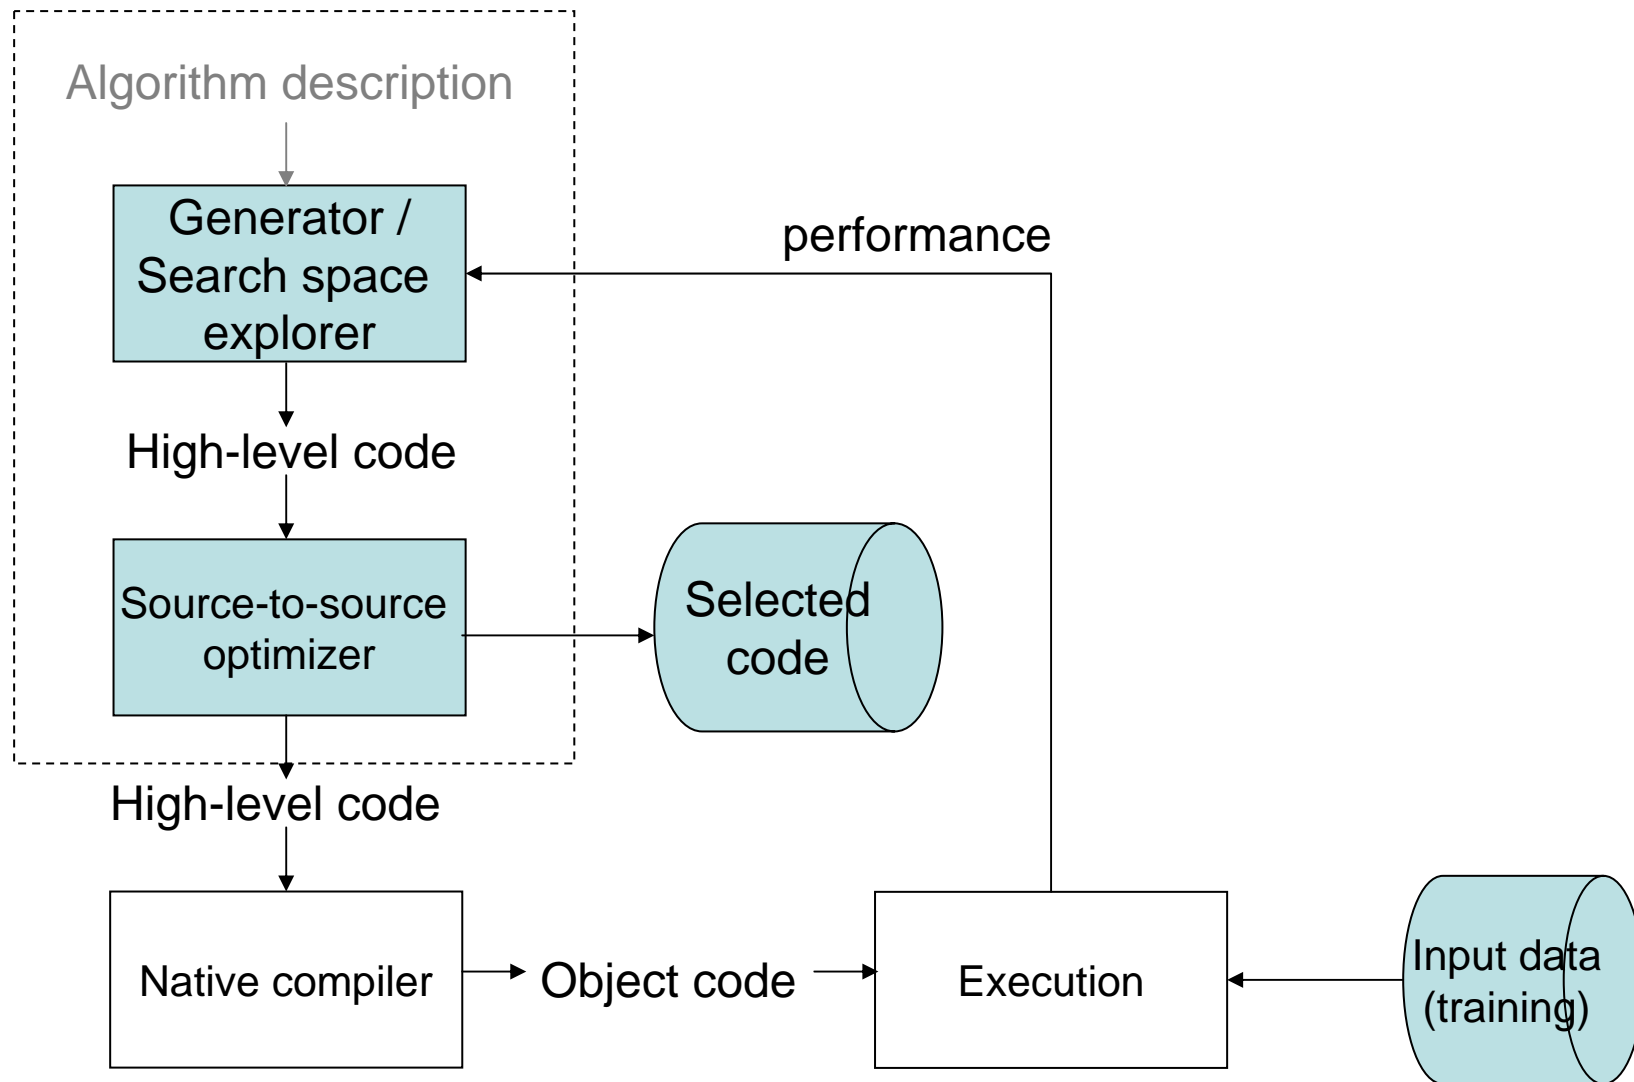 Algorithm description
Generator /
Search space
explorer
performance
High-level code
Source-to-source
optimizer
Selected
code
High-level code
Native compiler
Object code
Execution
Input data
(training)